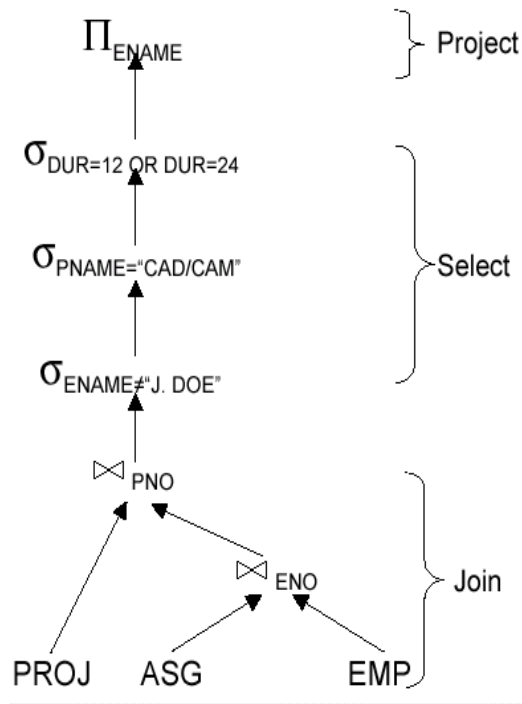 Π ENAME
Project
σ DUR=12 OR DUR=24
σ PNAME=“CAD/CAM”
Select
σ ENAME≠“J. DOE”
⋈ PNO
⋈ ENO
Join
PROJ ASG EMP